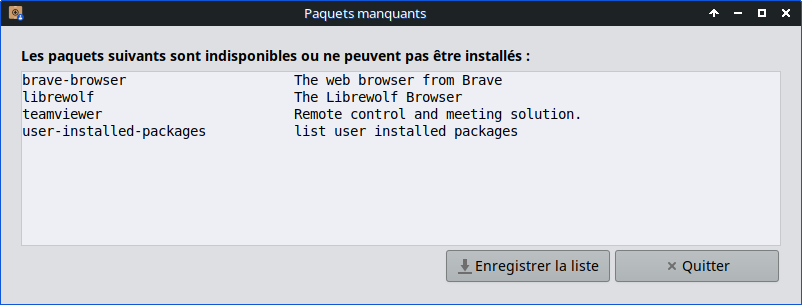 Paquets manquants
Les paquets suivants sont indisponibles ou ne peuvent pas être installés :
brave-browser The web browser from Brave
librewolf The Librewolf Browser
teamviewer Remote control and meeting solution.
user-installed-packages list user installed packages
Enregistrer la liste Quitter